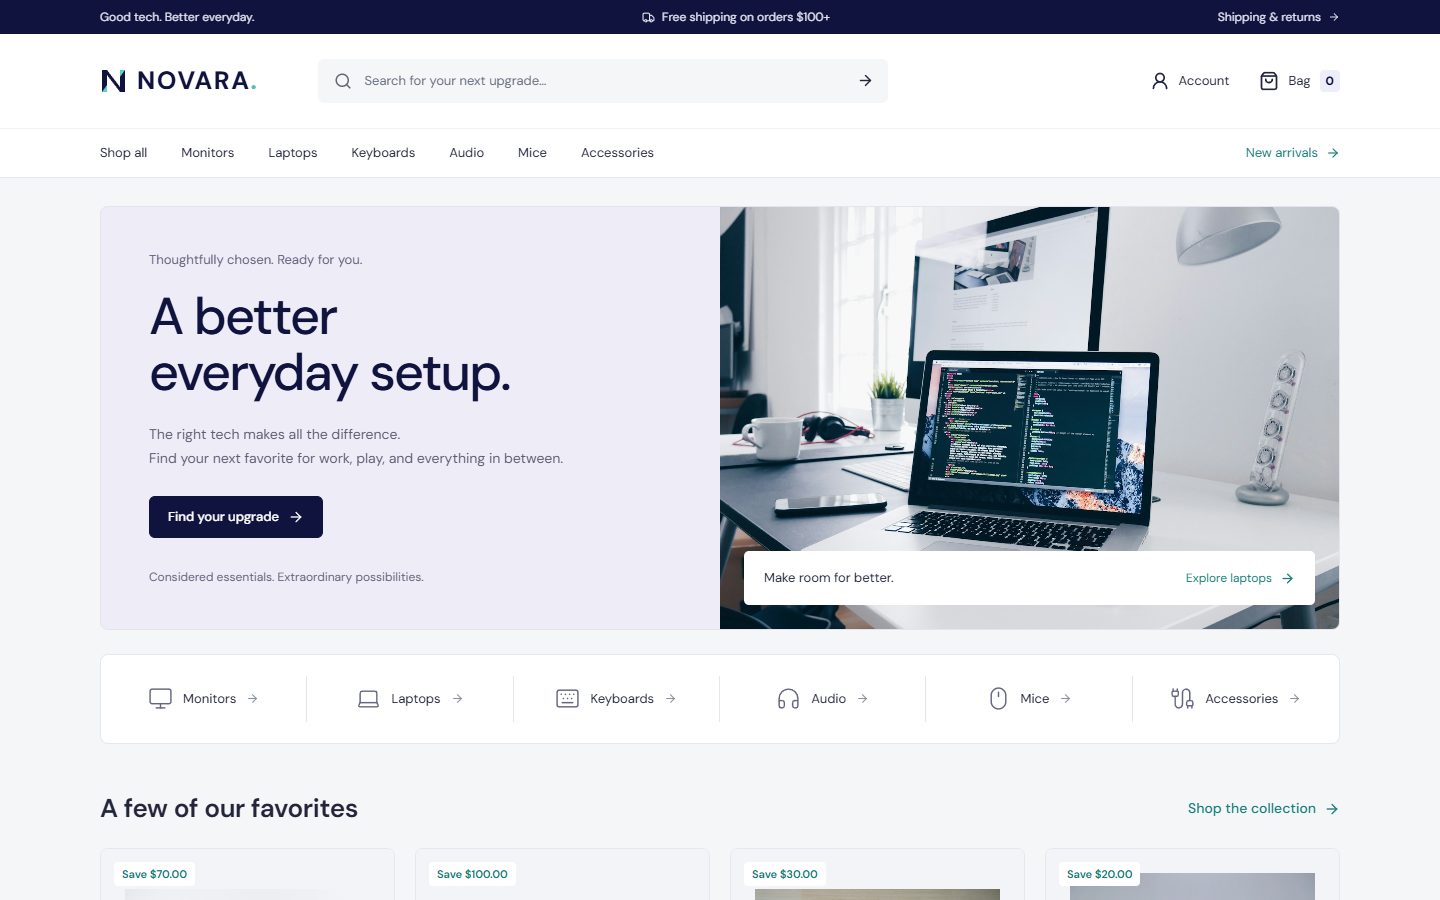 Good tech. Better everyday.
Free shipping on orders $100+
Shipping & returns
NOVARA.
Search for your next upgrade...
Account
Bag 0
Shop all
Monitors
Laptops
Keyboards
Audio
Mice
Accessories
New arrivals
Thoughtfully chosen. Ready for you.
A better
everyday setup.
The right tech makes all the difference.
Find your next favorite for work, play, and everything in between.
Find your upgrade
Considered essentials. Extraordinary possibilities.
Make room for better.
Explore laptops
Monitors
Laptops
Keyboards
Audio
Mice
Accessories
A few of our favorites
Shop the collection
Save $70.00
Save $100.00
Save $30.00
Save $20.00